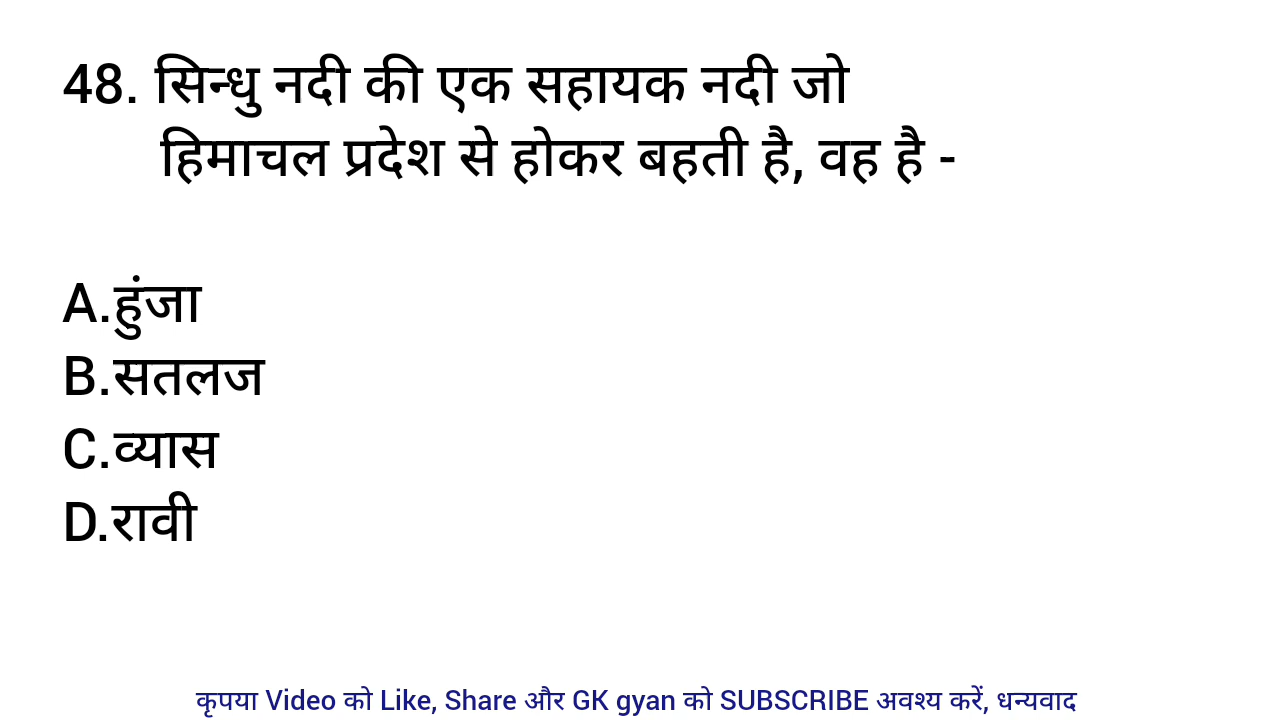 48. सिन्धु नदी की एक सहायक नदी जो
हिमाचल प्रदेश से होकर बहती है, वह है -
A.हुंजा
B.सतलज
C.व्यास
D.रावी
कृपया Video को Like, Share और GK gyan को SUBSCRIBE अवश्य करें, धन्यवाद